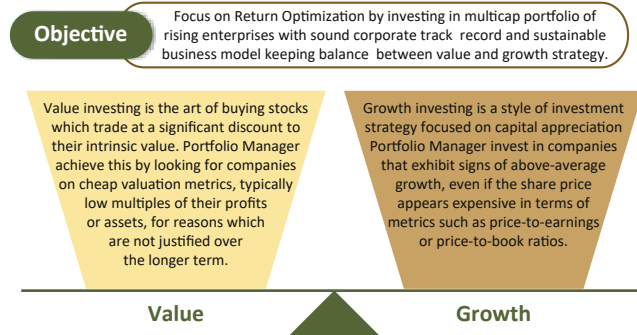 Objective
Focus on Return Optimization by investing in multicap portfolio of
rising enterprises with sound corporate track record and sustainable
business model keeping balance between value and growth strategy.
Value investing is the art of buying stocks
which trade at a significant discount to
their intrinsic value. Portfolio Manager
achieve this by looking for companies
on cheap valuation metrics, typically
low multiples of their profits
or assets, for reasons which
are not justified over
the longer term.
Growth investing is a style of investment
strategy focused on capital appreciation
Portfolio Manager invest in companies
that exhibit signs of above-average
growth, even if the share price
appears expensive in terms of
metrics such as price-to-earnings
or price-to-book ratios.
Value
Growth